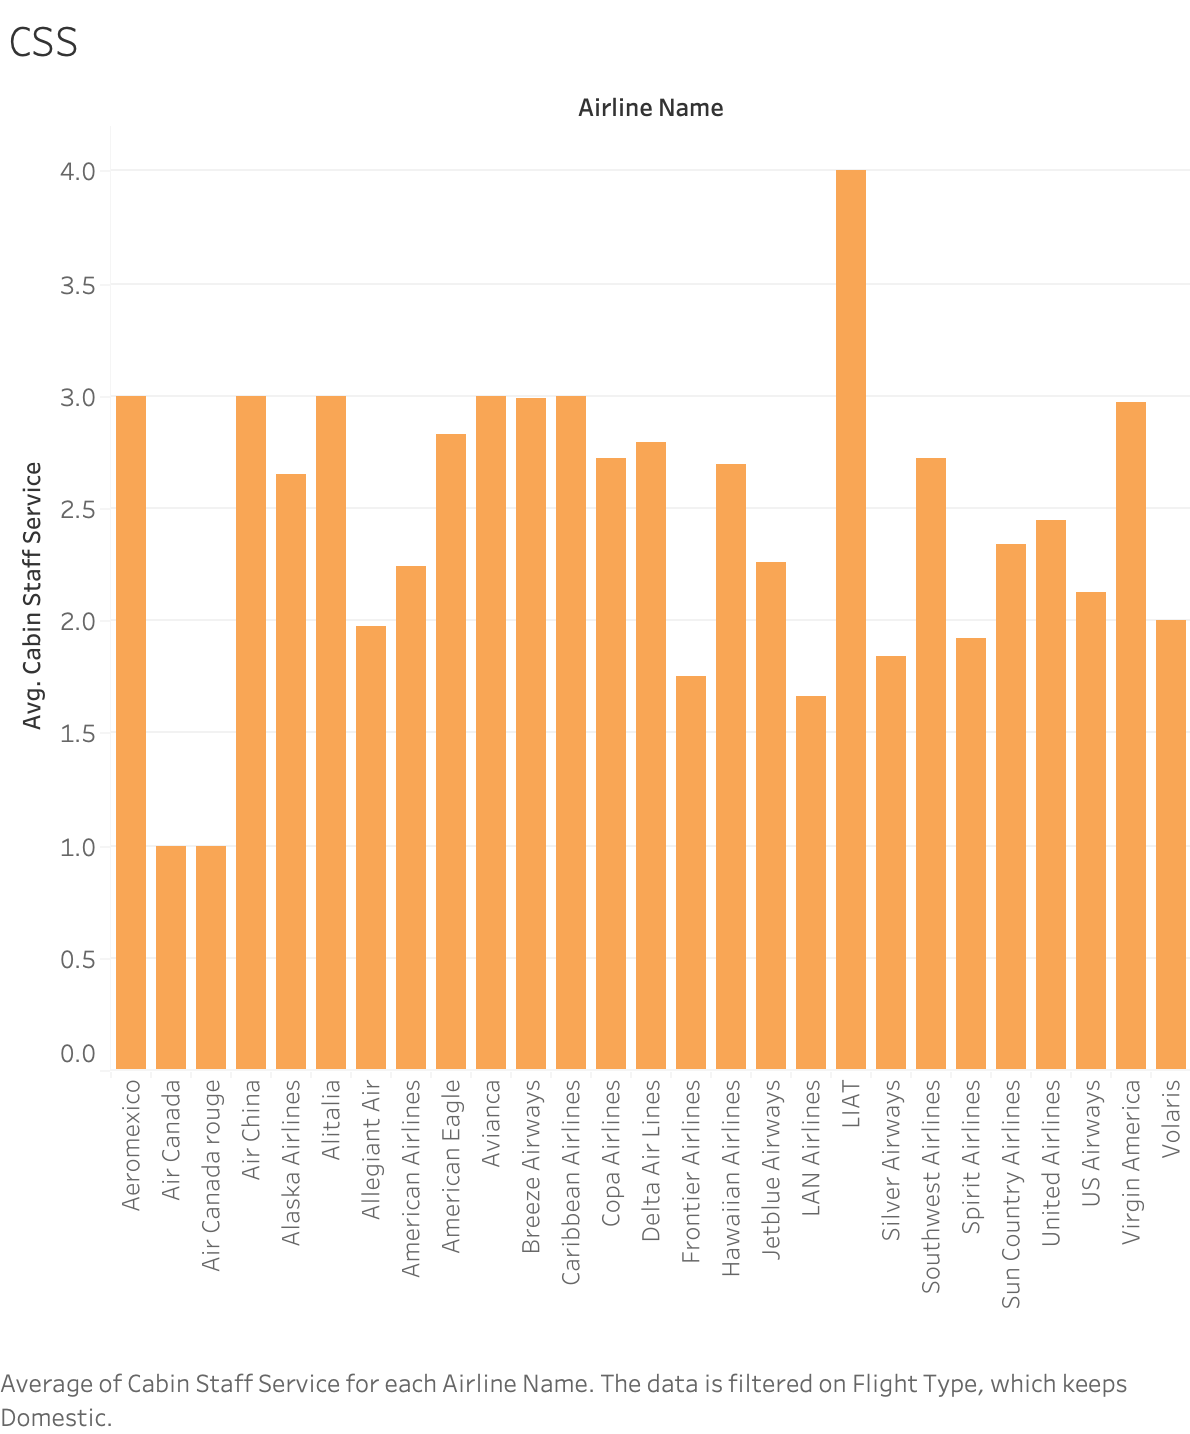 CSS
Airline Name
4.0
3.5
3.0
2.5
2.0
1.5
1.0
0.5
0.0
Avg. Cabin Staff Service
Aeromexico
Air Canada
Air Canada rouge
Air China
Alaska Airlines
Alitalia
Allegiant Air
American Airlines
American Eagle
Avianca
Breeze Airways
Caribbean Airlines
Copa Airlines
Delta Air Lines
Frontier Airlines
Hawaiian Airlines
Jetblue Airways
LAN Airlines
LIAT
Silver Airways
Southwest Airlines
Spirit Airlines
Sun Country Airlines
United Airlines
US Airways
Virgin America
Volaris
Average of Cabin Staff Service for each Airline Name. The data is filtered on Flight Type, which keeps
Domestic.